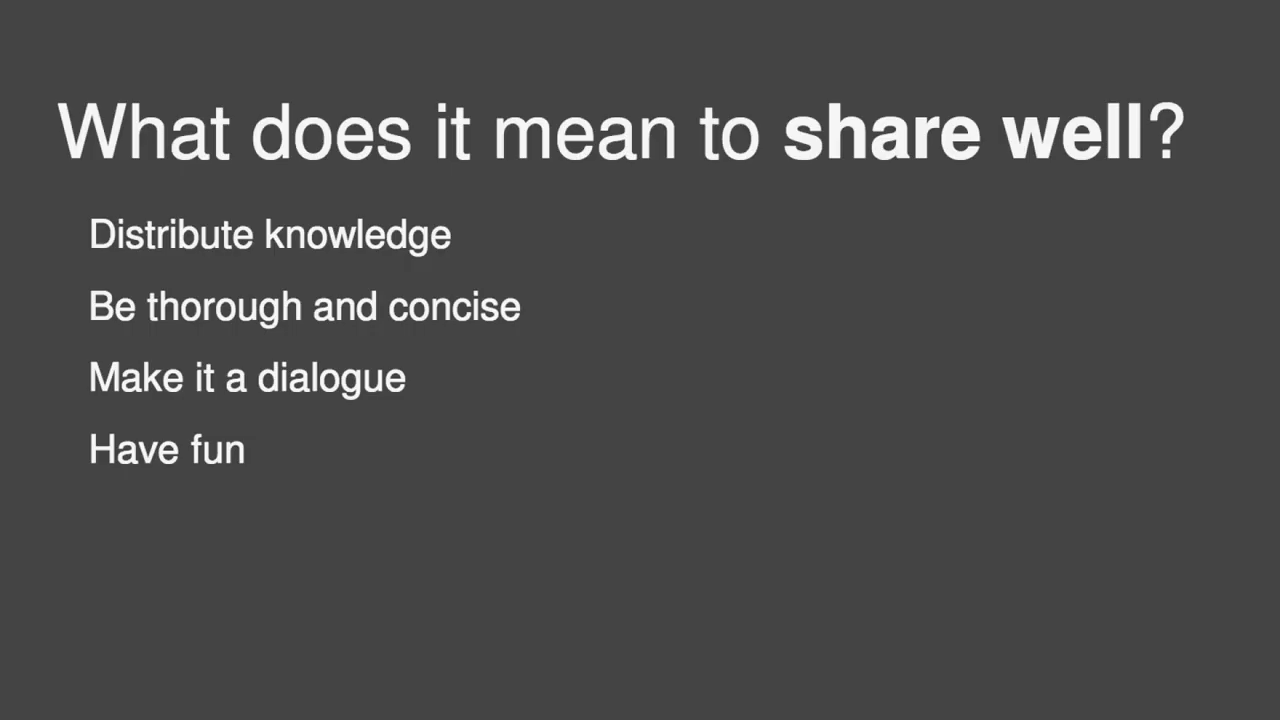 What does it mean to share well?
Distribute knowledge
Be thorough and concise
Make it a dialogue
Have fun